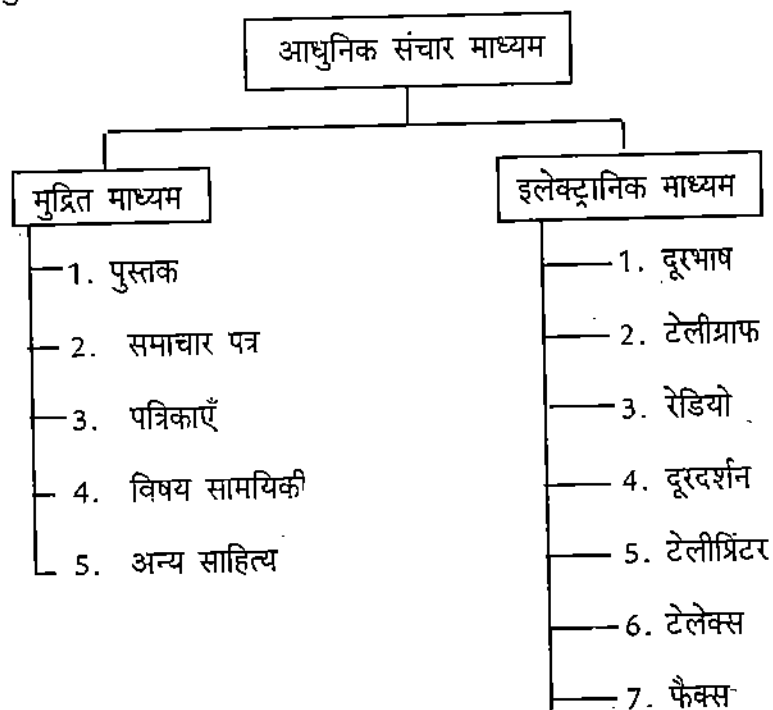 आधुनिक संचार माध्यम
मुद्रित माध्यम
1. पुस्तक
2. समाचार पत्र
3. पत्रिकाएँ
4. विषय सामयिकी
5. अन्य साहित्य
इलेक्ट्रानिक माध्यम
1. दूरभाष
2. टेलीग्राफ
3. रेडियो
4. दूरदर्शन
5. टेलीप्रिंटर
6. टेलेक्स
7. फैक्स